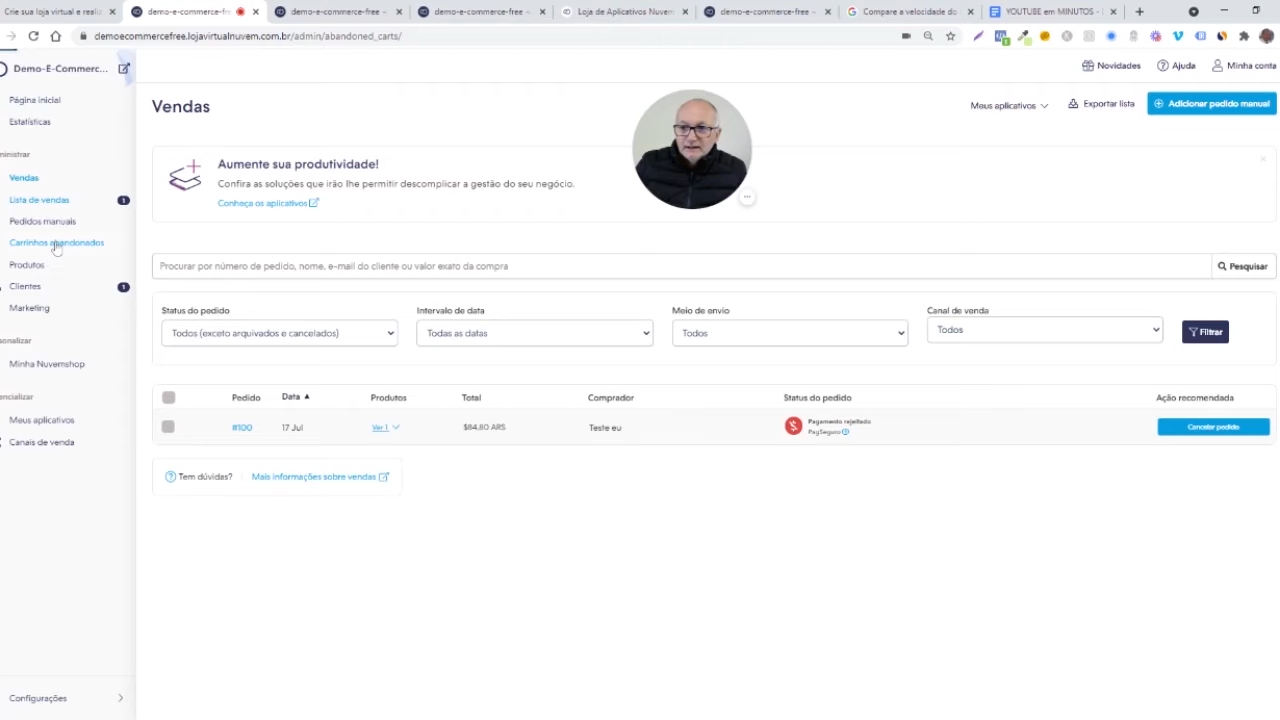 Crie sua loja virtual e realiz
demo-e-commerce-fr
demo-e-commerce-free -
demo-e-commerce-free -
Loja de Aplicativos Nuvem
demo-e-commerce-free -
Compare a velocidade do
YOUTUBE em MINUTOS -
demoecommercefree.lojavirtualnuvem.com.br/admin/abandoned_carts/
Demo-E-Commerc...
Novidades
Ajuda
Minha conta
Página inicial
Estatísticas
ministrar
Vendas
Lista de vendas 1
Pedidos manuais
Carrinhos abandonados
Produtos
Clientes 1
Marketing
sonalizar
Minha Nuvemshop
encializar
Meus aplicativos
Canais de venda
Configurações
Vendas
Meus aplicativos
Exportar lista
Adicionar pedido manual
Aumente sua produtividade!
Confira as soluções que irão lhe permitir descomplicar a gestão do seu negócio.
Conheça os aplicativos
Procurar por número de pedido, nome, e-mail do cliente ou valor exato da compra
Pesquisar
Status do pedido Intervalo de data Meio de envio Canal de venda
Todos (exceto arquivados e cancelados) Todas as datas Todos Todos Filtrar
Pedido Data Produtos Total Comprador Status do pedido Ação recomendada
#100 17 Jul Ver 1 $84,80 ARS Teste eu Pagamento rejeitado Cancelar pedido
PagSeguro
Tem dúvidas? Mais informações sobre vendas